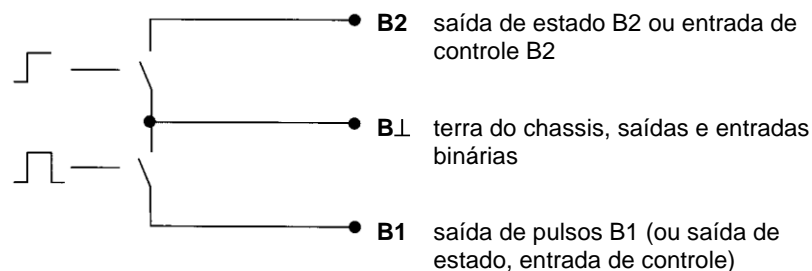 B2 saída de estado B2 ou entrada de
controle B2
B⊥ terra do chassis, saídas e entradas
binárias
B1 saída de pulsos B1 (ou saída de
estado, entrada de controle)